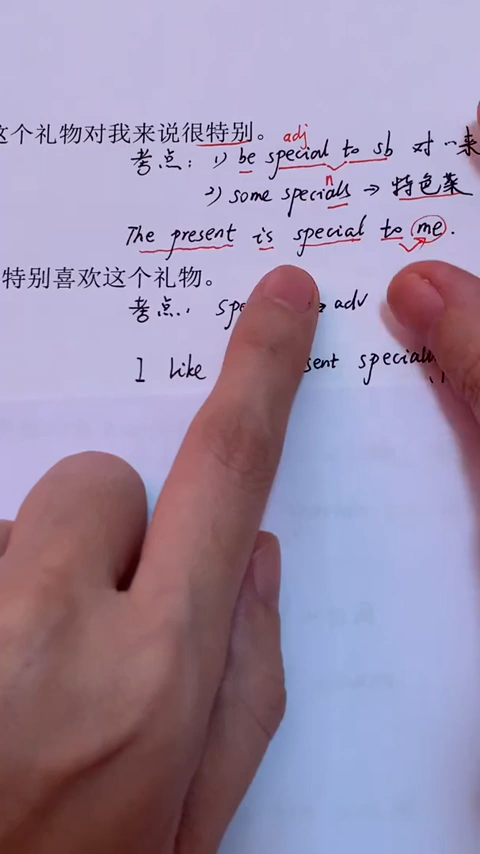 这个礼物对我来说很特别。
adj
考点：1) be special to sb 对一来
n
2) some specials → 特色菜
The present is special to me.
特别喜欢这个礼物。
考点： adv
I like